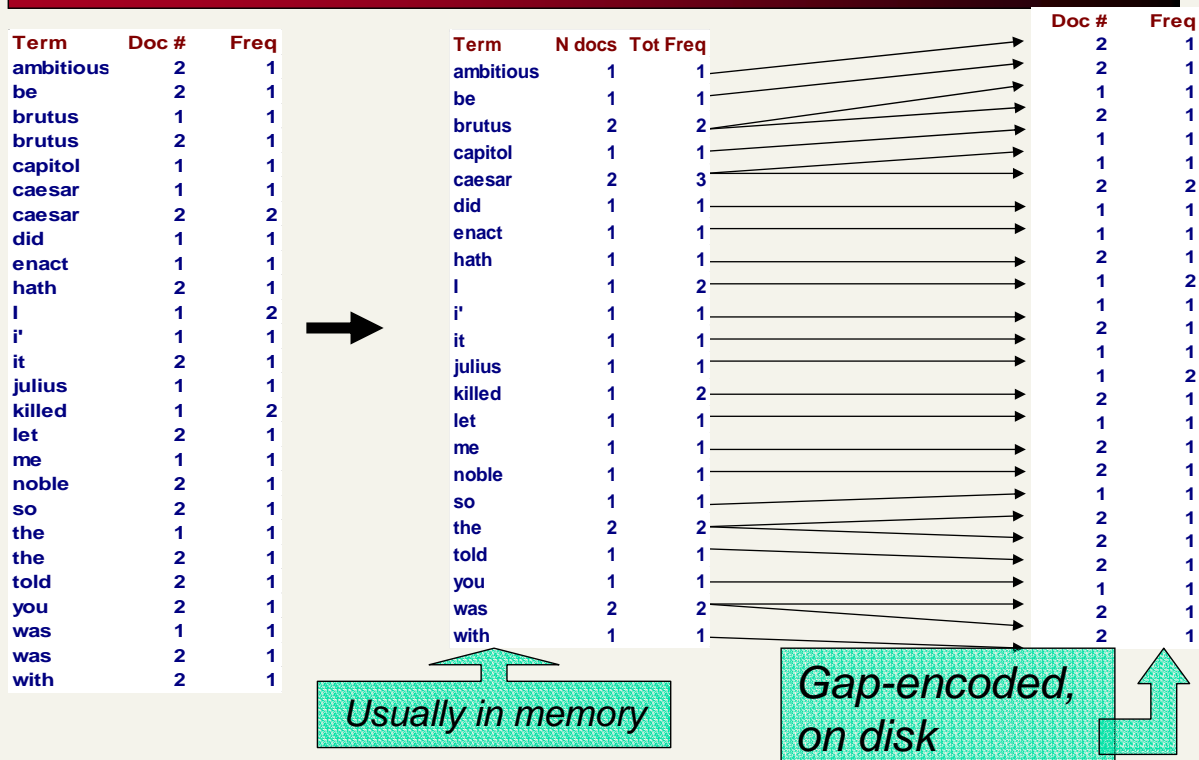 Term Doc # Freq
ambitious 2 1
be 2 1
brutus 1 1
brutus 2 1
capitol 1 1
caesar 1 1
caesar 2 2
did 1 1
enact 1 1
hath 2 1
I 1 2
i' 1 1
it 2 1
julius 1 1
killed 1 2
let 2 1
me 1 1
noble 2 1
so 2 1
the 1 1
the 2 1
told 2 1
you 2 1
was 1 1
was 2 1
with 2 1
Term N docs Tot Freq
ambitious 1 1
be 1 1
brutus 2 2
capitol 1 1
caesar 2 3
did 1 1
enact 1 1
hath 1 1
I 1 2
i' 1 1
it 1 1
julius 1 1
killed 1 2
let 1 1
me 1 1
noble 1 1
so 1 1
the 2 2
told 1 1
you 1 1
was 2 2
with 1 1
Usually in memory
Doc # Freq
2 1
2 1
1 1
2 1
1 1
1 1
2 2
1 1
1 1
2 1
1 2
1 1
2 1
1 1
1 2
2 1
1 1
2 1
2 1
1 1
2 1
2 1
2 1
1 1
2 1
2 1
Gap-encoded,
on disk